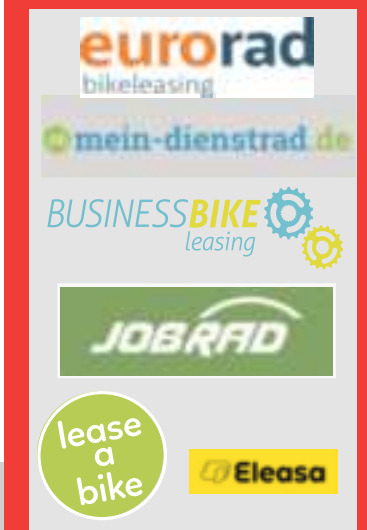 eurorad
bikeleasing
mein-dienstrad.de
BUSINESSBIKE
leasing
JOBRAD
lease
a
bike
Eleasa